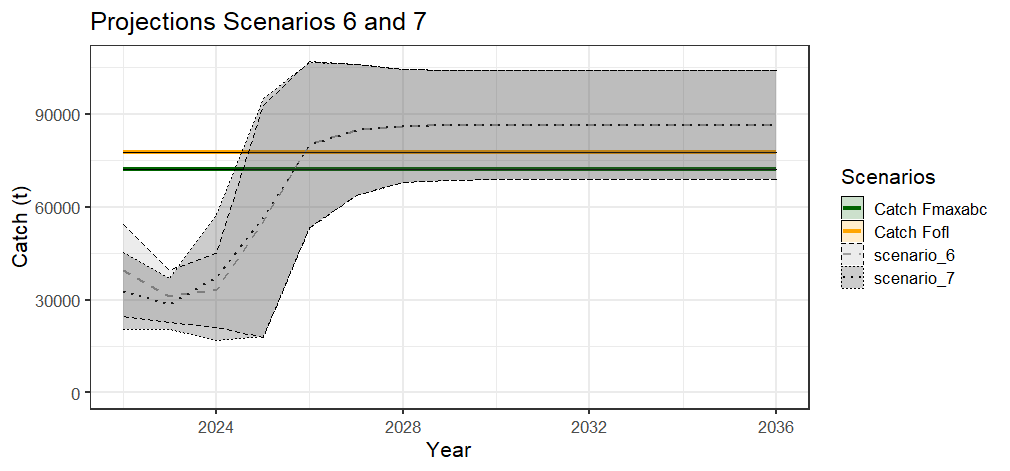 Projections Scenarios 6 and 7
Catch (t)
90000
60000
30000
0
2024
2028
2032
2036
Year
Scenarios
Catch Fmaxabc
Catch Fofl
scenario_6
scenario_7